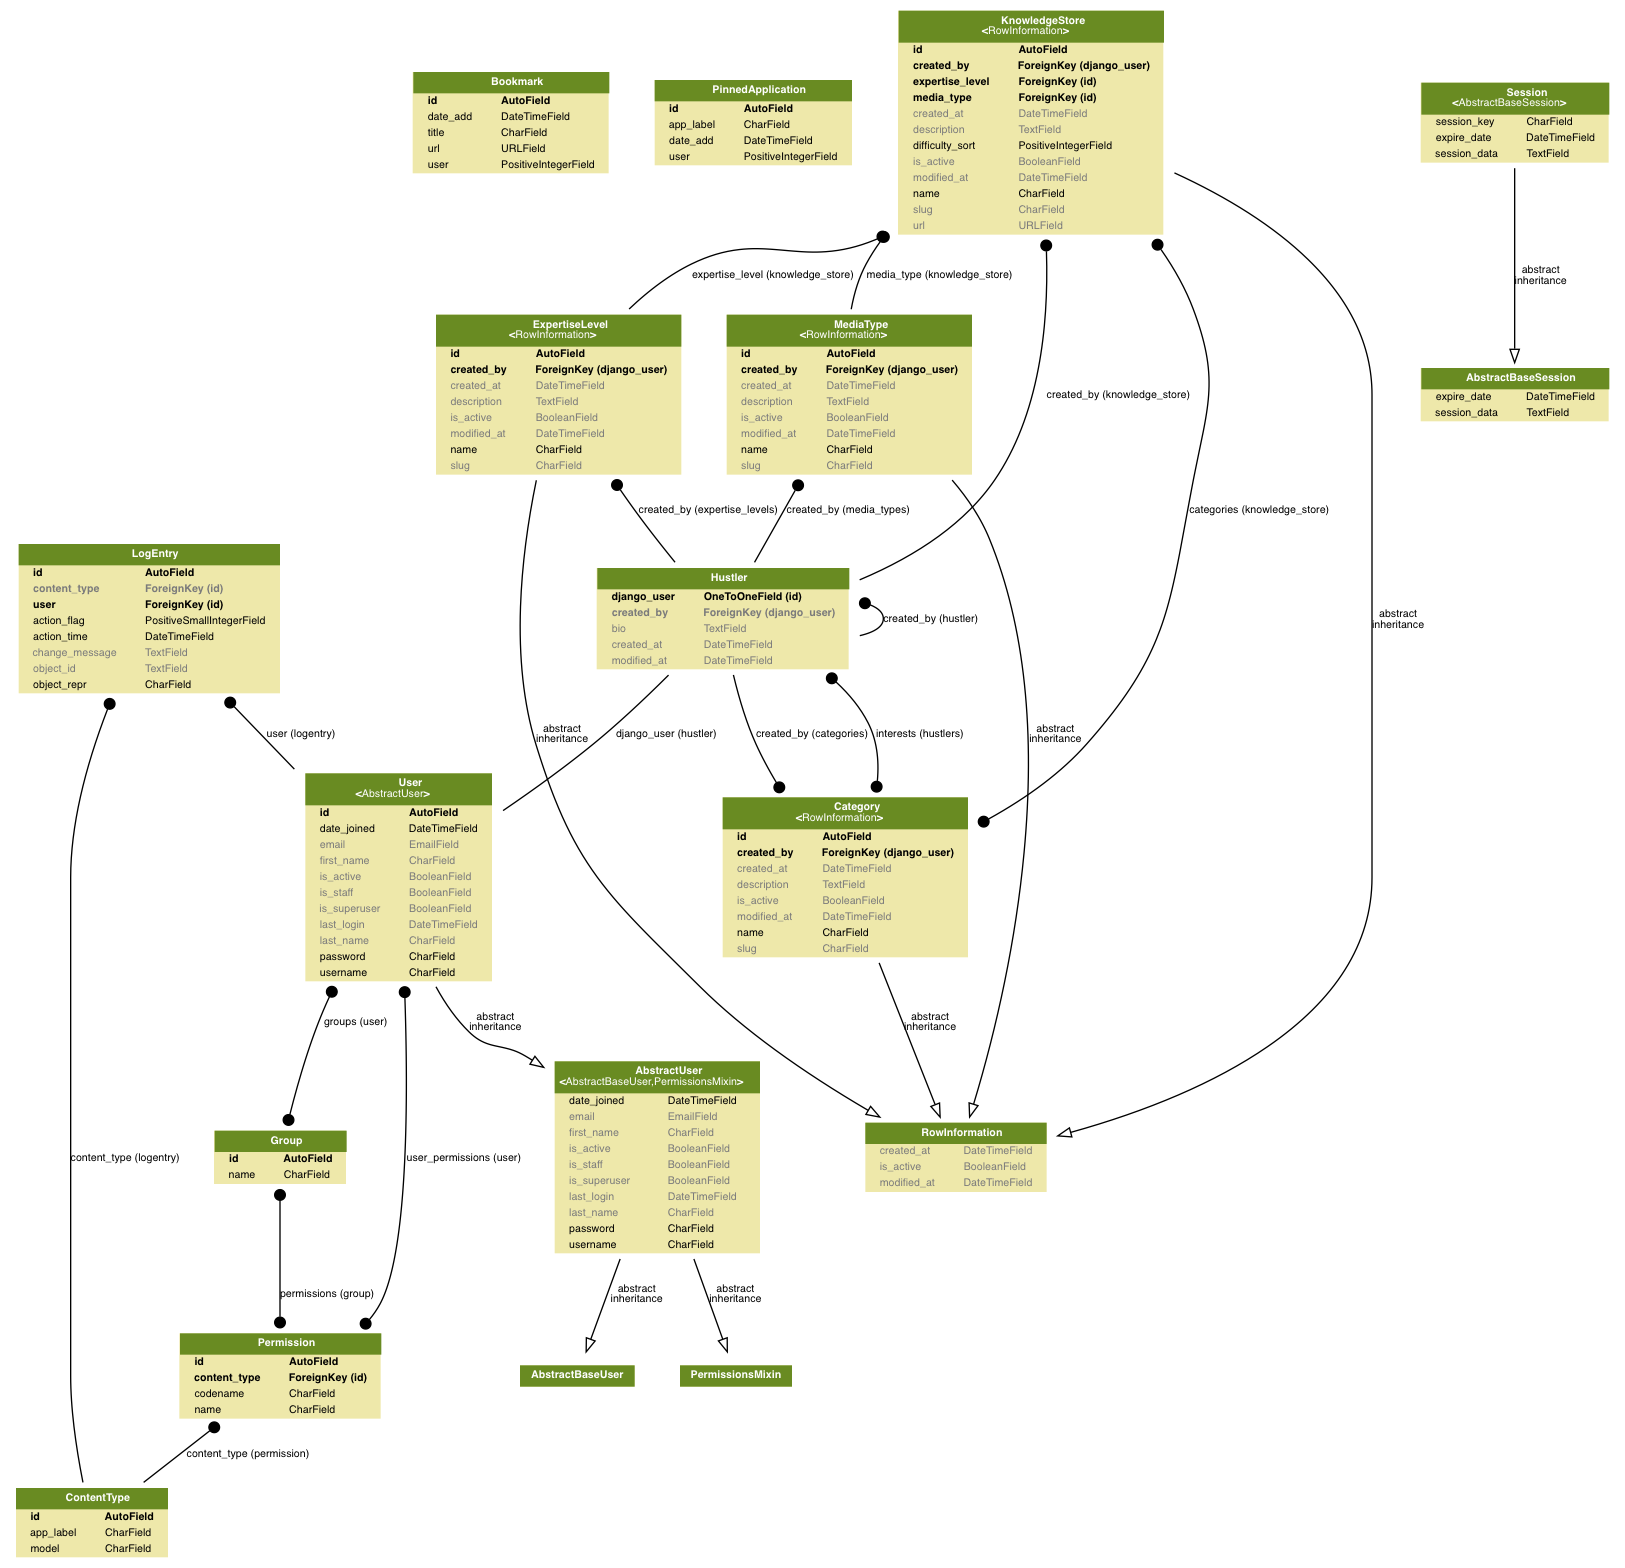 KnowledgeStore
<RowInformation>
id AutoField
created_by ForeignKey (django_user)
expertise_level ForeignKey (id)
media_type ForeignKey (id)
created_at DateTimeField
description TextField
difficulty_sort PositiveIntegerField
is_active BooleanField
modified_at DateTimeField
name CharField
slug CharField
url URLField
Bookmark
id AutoField
date_add DateTimeField
title CharField
url URLField
user PositiveIntegerField
PinnedApplication
id AutoField
app_label CharField
date_add DateTimeField
user PositiveIntegerField
Session
<AbstractBaseSession>
session_key CharField
expire_date DateTimeField
session_data TextField
expertise_level (knowledge_store)
media_type (knowledge_store)
abstract
inheritance
ExpertiseLevel
<RowInformation>
id AutoField
created_by ForeignKey (django_user)
created_at DateTimeField
description TextField
is_active BooleanField
modified_at DateTimeField
name CharField
slug CharField
MediaType
<RowInformation>
id AutoField
created_by ForeignKey (django_user)
created_at DateTimeField
description TextField
is_active BooleanField
modified_at DateTimeField
name CharField
slug CharField
created_by (knowledge_store)
AbstractBaseSession
expire_date DateTimeField
session_data TextField
created_by (expertise_levels)
created_by (media_types)
categories (knowledge_store)
LogEntry
id AutoField
content_type ForeignKey (id)
user ForeignKey (id)
action_flag PositiveSmallIntegerField
action_time DateTimeField
change_message TextField
object_id TextField
object_repr CharField
Hustler
django_user OneToOneField (id)
created_by ForeignKey (django_user)
bio TextField
created_at DateTimeField
modified_at DateTimeField
created_by (hustler)
abstract
inheritance
user (logentry)
abstract
inheritance
django_user (hustler)
created_by (categories)
interests (hustlers)
abstract
inheritance
User
<AbstractUser>
id AutoField
date_joined DateTimeField
email EmailField
first_name CharField
is_active BooleanField
is_staff BooleanField
is_superuser BooleanField
last_login DateTimeField
last_name CharField
password CharField
username CharField
Category
<RowInformation>
id AutoField
created_by ForeignKey (django_user)
created_at DateTimeField
description TextField
is_active BooleanField
modified_at DateTimeField
name CharField
slug CharField
groups (user)
abstract
inheritance
abstract
inheritance
AbstractUser
<AbstractBaseUser,PermissionsMixin>
date_joined DateTimeField
email EmailField
first_name CharField
is_active BooleanField
is_staff BooleanField
is_superuser BooleanField
last_login DateTimeField
last_name CharField
password CharField
username CharField
RowInformation
created_at DateTimeField
is_active BooleanField
modified_at DateTimeField
Group
id AutoField
name CharField
content_type (logentry)
user_permissions (user)
permissions (group)
abstract
inheritance
abstract
inheritance
Permission
id AutoField
content_type ForeignKey (id)
codename CharField
name CharField
AbstractBaseUser
PermissionsMixin
content_type (permission)
ContentType
id AutoField
app_label CharField
model CharField